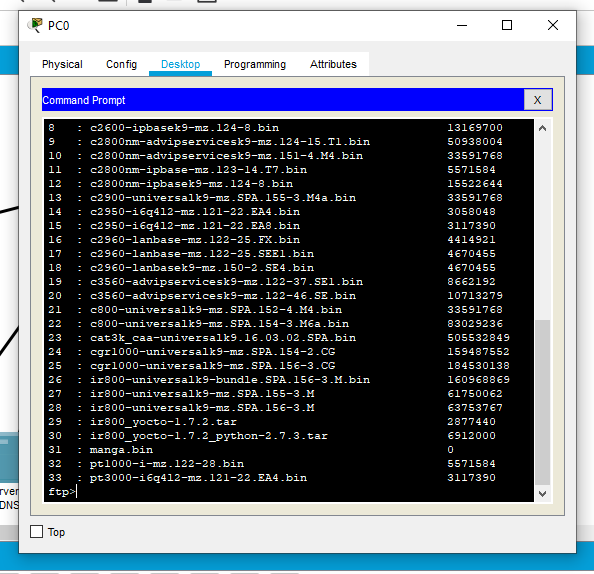 PC0
Physical Config Desktop Programming Attributes
Command Prompt X
8 : c2600-ipbasek9-mz.124-8.bin 13169700
9 : c2800nm-advipservicesk9-mz.124-15.T1.bin 50938004
10 : c2800nm-advipservicesk9-mz.151-4.M4.bin 33591768
11 : c2800nm-ipbase-mz.123-14.T7.bin 5571584
12 : c2800nm-ipbasek9-mz.124-8.bin 15522644
13 : c2900-universalk9-mz.SPA.155-3.M4a.bin 33591768
14 : c2950-i6q4l2-mz.121-22.EA4.bin 3058048
15 : c2950-i6q4l2-mz.121-22.EA8.bin 3117390
16 : c2960-lanbase-mz.122-25.FX.bin 4414921
17 : c2960-lanbase-mz.122-25.SEE1.bin 4670455
18 : c2960-lanbasek9-mz.150-2.SE4.bin 4670455
19 : c3560-advipservicesk9-mz.122-37.SE1.bin 8662192
20 : c3560-advipservicesk9-mz.122-46.SE.bin 10713279
21 : c800-universalk9-mz.SPA.152-4.M4.bin 33591768
22 : c800-universalk9-mz.SPA.154-3.M6a.bin 83029236
23 : cat3k_caa-universalk9.16.03.02.SPA.bin 505532849
24 : cgr1000-universalk9-mz.SPA.154-2.CG 159487552
25 : cgr1000-universalk9-mz.SPA.156-3.CG 184530138
26 : ir800-universalk9-bundle.SPA.156-3.M.bin 160968869
27 : ir800-universalk9-mz.SPA.155-3.M 61750062
28 : ir800-universalk9-mz.SPA.156-3.M 63753767
29 : ir800_yocto-1.7.2.tar 2877440
30 : ir800_yocto-1.7.2_python-2.7.3.tar 6912000
31 : manga.bin 0
32 : pt1000-i-mz.122-28.bin 5571584
33 : pt3000-i6q4l2-mz.121-22.EA4.bin 3117390
ftp>
DNS
Top